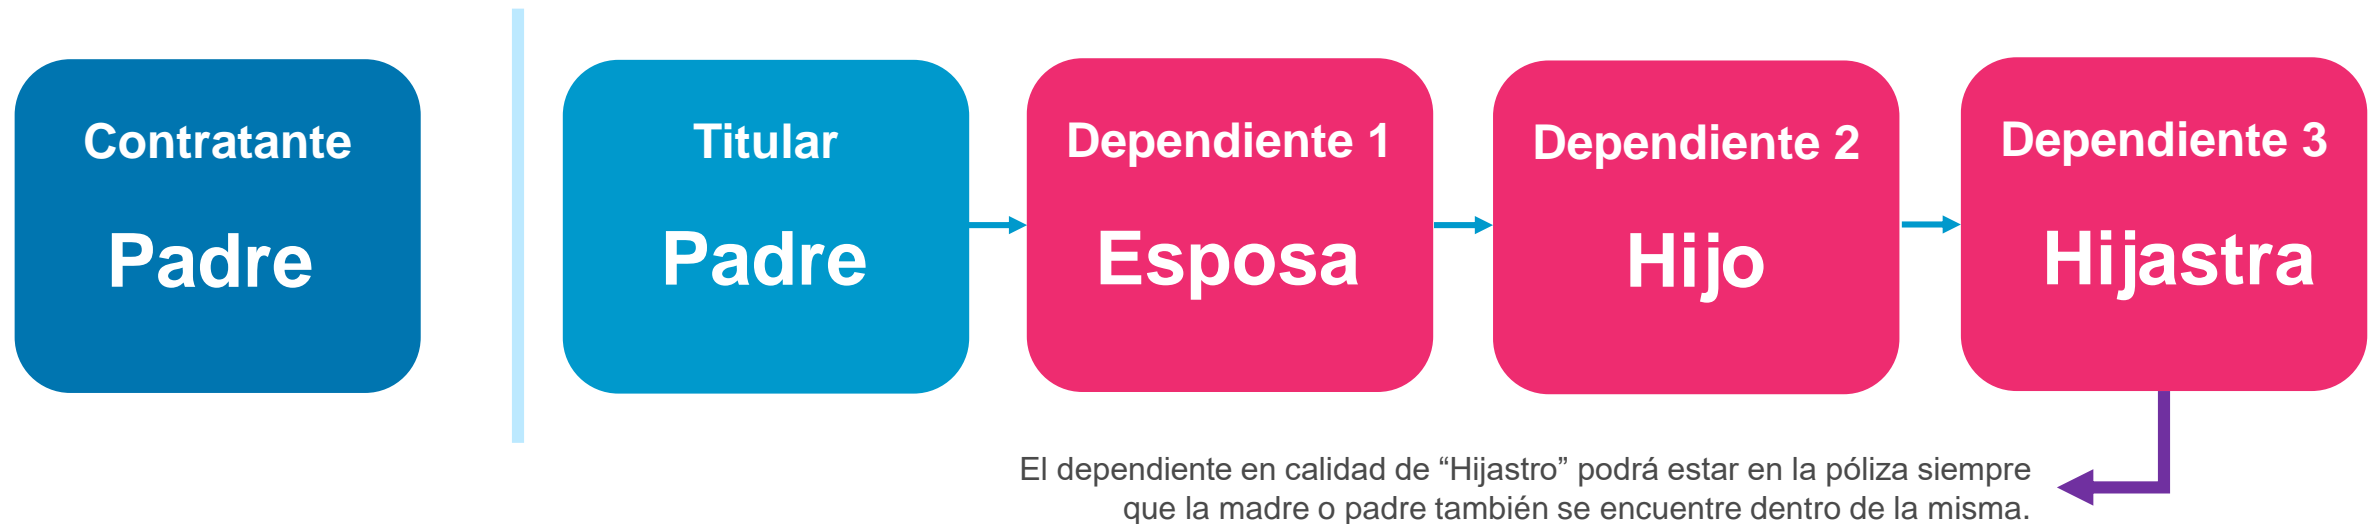 Contratante
Padre
Titular
Padre
Dependiente 1
Esposa
Dependiente 2
Hijo
Dependiente 3
Hijastra
El dependiente en calidad de “Hijastro” podrá estar en la póliza siempre
que la madre o padre también se encuentre dentro de la misma.